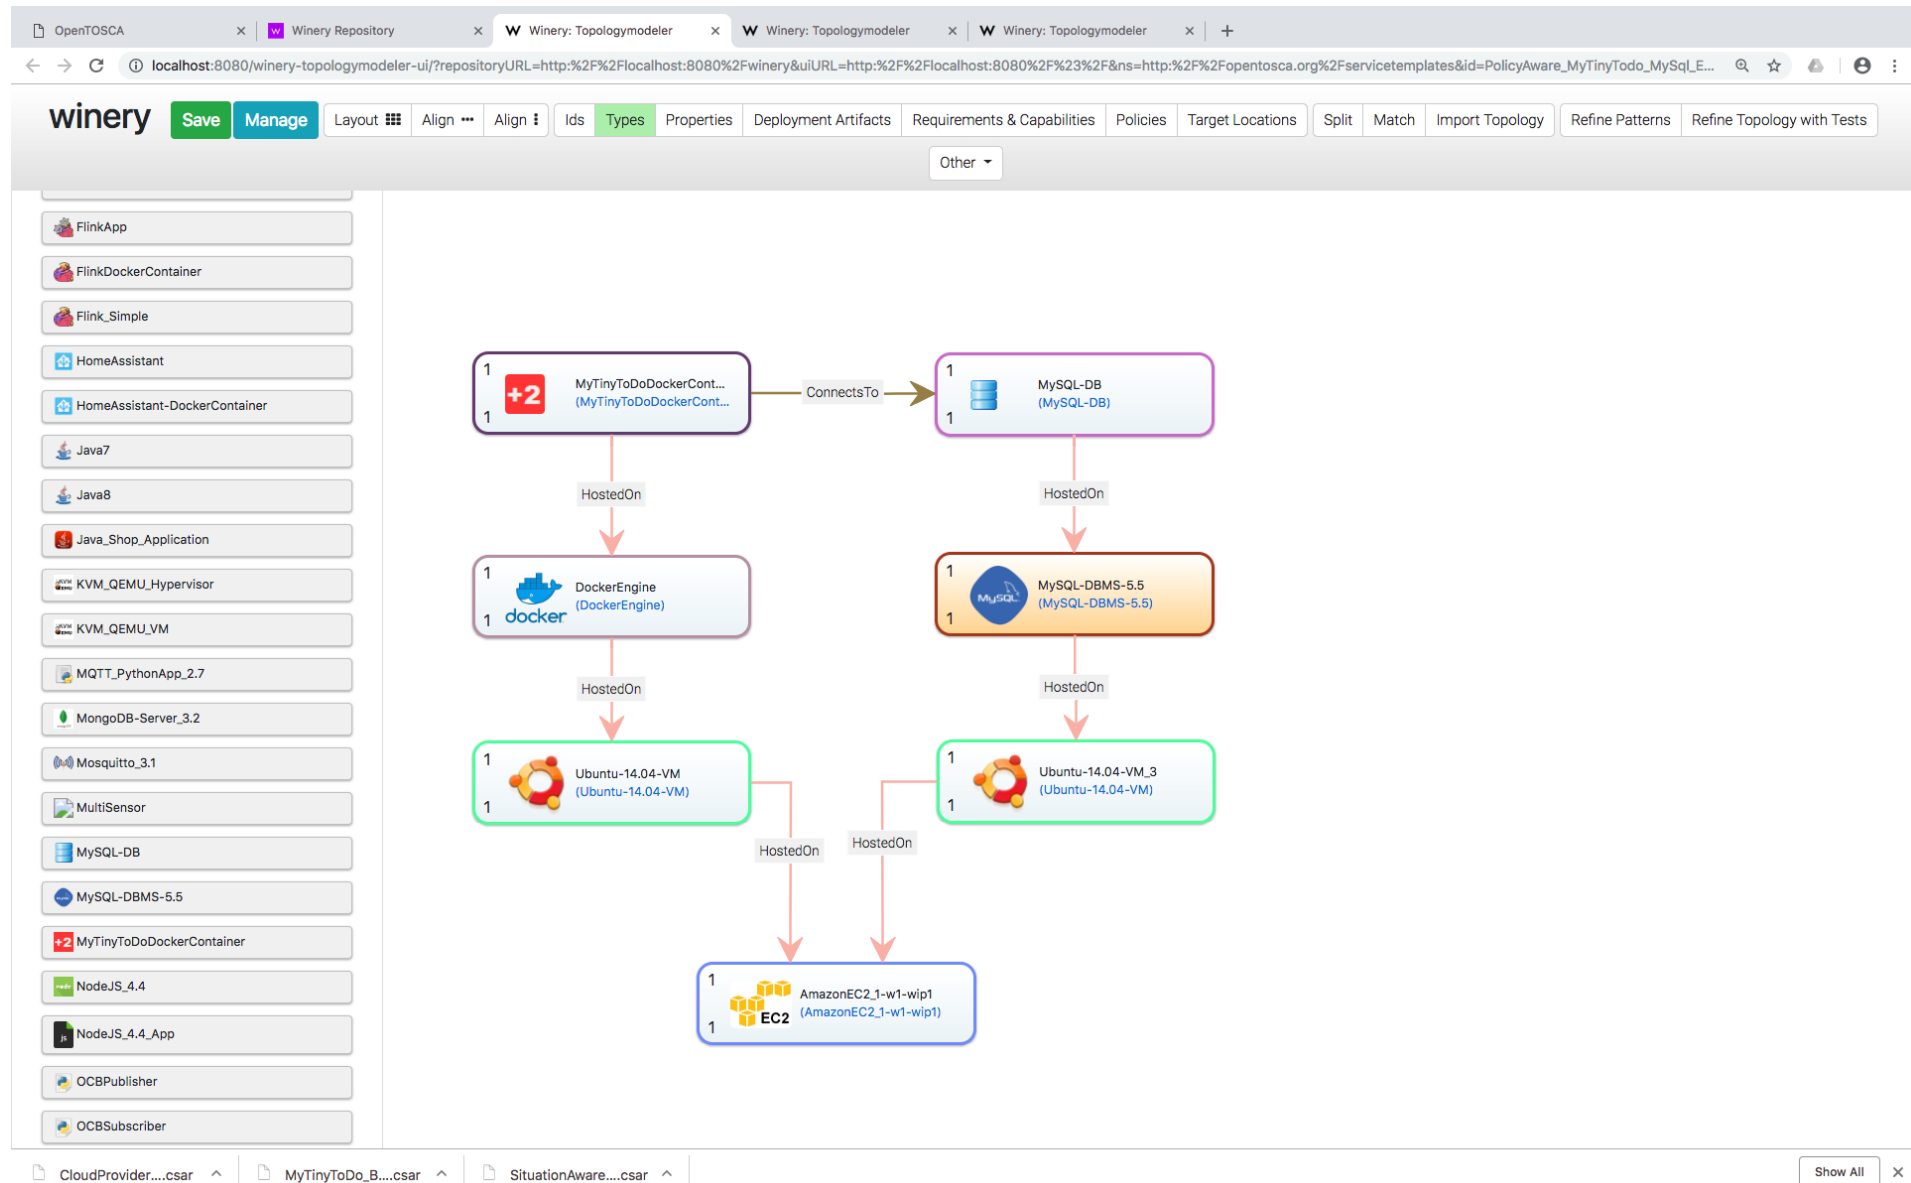 OpenTOSCA
Winery Repository
Winery: Topologymodeler
Winery: Topologymodeler
Winery: Topologymodeler
localhost:8080/winery-topologymodeler-ui/?repositoryURL=http:%2F%2Flocalhost:8080%2Fwinery&uiURL=http:%2F%2Flocalhost:8080%2F%23%2F&ns=http:%2F%2Fopentosca.org%2Fservicetemplates&id=PolicyAware_MyTinyTodo_MySql_E...
winery
Save
Manage
Layout
Align
Align
Ids
Types
Properties
Deployment Artifacts
Requirements & Capabilities
Policies
Target Locations
Split
Match
Import Topology
Refine Patterns
Refine Topology with Tests
Other
FlinkApp
FlinkDockerContainer
Flink_Simple
HomeAssistant
HomeAssistant-DockerContainer
Java7
Java8
Java_Shop_Application
KVM_QEMU_Hypervisor
KVM_QEMU_VM
MQTT_PythonApp_2.7
MongoDB-Server_3.2
Mosquitto_3.1
MultiSensor
MySQL-DB
MySQL-DBMS-5.5
+2 MyTinyToDoDockerContainer
NodeJS_4.4
js NodeJS_4.4_App
OCBPublisher
OCBSubscriber
1
+2
MyTinyToDoDockerCont...
(MyTinyToDoDockerCont...
1
ConnectsTo
1
MySQL-DB
(MySQL-DB)
1
HostedOn
HostedOn
1
docker
DockerEngine
(DockerEngine)
1
1
MySQL
MySQL-DBMS-5.5
(MySQL-DBMS-5.5)
1
HostedOn
HostedOn
1
Ubuntu-14.04-VM
(Ubuntu-14.04-VM)
1
1
Ubuntu-14.04-VM_3
(Ubuntu-14.04-VM)
1
HostedOn
HostedOn
1
EC2
AmazonEC2_1-w1-wip1
(AmazonEC2_1-w1-wip1)
1
CloudProvider....csar
MyTinyToDo_B....csar
SituationAware....csar
Show All